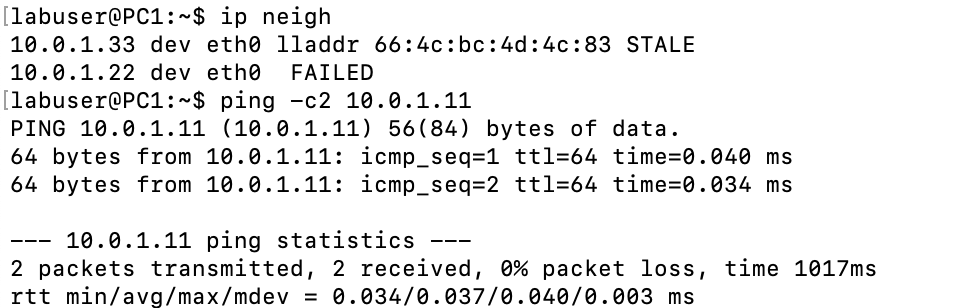 [labuser@PC1:~$ ip neigh
10.0.1.33 dev eth0 lladdr 66:4c:bc:4d:4c:83 STALE
10.0.1.22 dev eth0  FAILED
[labuser@PC1:~$ ping -c2 10.0.1.11
PING 10.0.1.11 (10.0.1.11) 56(84) bytes of data.
64 bytes from 10.0.1.11: icmp_seq=1 ttl=64 time=0.040 ms
64 bytes from 10.0.1.11: icmp_seq=2 ttl=64 time=0.034 ms

--- 10.0.1.11 ping statistics ---
2 packets transmitted, 2 received, 0% packet loss, time 1017ms
rtt min/avg/max/mdev = 0.034/0.037/0.040/0.003 ms